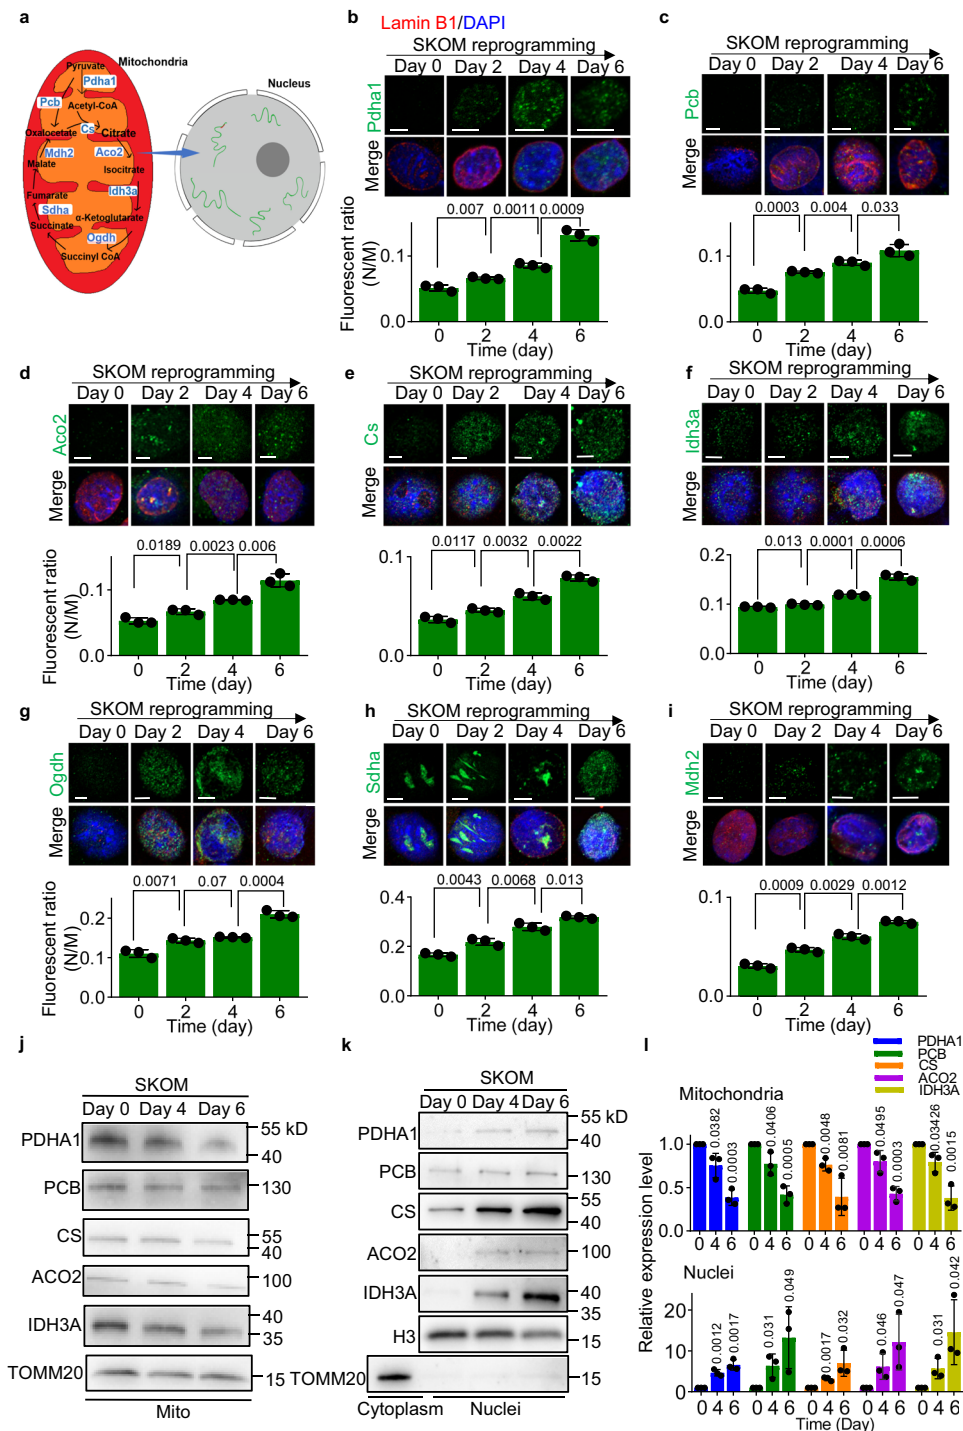 a
Mitochondria
Pyruvate
Pdha1
Pcb
Acetyl-CoA
Cs
Oxalocetate
Citrate
Mdh2
Aco2
Malate
Isocitrate
Fumarate
Idh3a
Sdha
α-Ketoglutarate
Succinate
Ogdh
Succinyl CoA
Nucleus
b
Lamin B1/DAPI
SKOM reprogramming
Day 0 Day 2 Day 4 Day 6
Pdha1
Merge
0.007 0.0011 0.0009
Fluorescent ratio
(N/M)
0.1
0.0
0 2 4 6
Time (day)
c
SKOM reprogramming
Day 0 Day 2 Day 4 Day 6
Pcb
Merge
0.0003 0.004 0.033
0.1
0.0
0 2 4 6
Time (day)
d
SKOM reprogramming
Day 0 Day 2 Day 4 Day 6
Aco2
Merge
0.0189 0.0023 0.006
Fluorescent ratio
(N/M)
0.1
0.0
0 2 4 6
Time (day)
e
SKOM reprogramming
Day 0 Day 2 Day 4 Day 6
Cs
Merge
0.0117 0.0032 0.0022
0.1
0.0
0 2 4 6
Time (day)
f
SKOM reprogramming
Day 0 Day 2 Day 4 Day 6
Idh3a
Merge
0.013 0.0001 0.0006
0.2
0.1
0.0
0 2 4 6
Time (day)
g
SKOM reprogramming
Day 0 Day 2 Day 4 Day 6
Ogdh
Merge
0.0071 0.07 0.0004
Fluorescent ratio
(N/M)
0.2
0.1
0.0
0 2 4 6
Time (day)
h
SKOM reprogramming
Day 0 Day 2 Day 4 Day 6
Sdha
Merge
0.0043 0.0068 0.013
0.4
0.2
0.0
0 2 4 6
Time (day)
i
SKOM reprogramming
Day 0 Day 2 Day 4 Day 6
Mdh2
Merge
0.0009 0.0029 0.0012
0.1
0.0
0 2 4 6
Time (day)
j
SKOM
Day 0 Day 4 Day 6
PDHA1
55 kD
40
PCB
130
CS
55
40
ACO2
100
IDH3A
40
35
TOMM20
15
Mito
k
SKOM
Day 0 Day 4 Day 6
PDHA1
55 kD
40
PCB
130
CS
55
40
ACO2
100
IDH3A
40
35
H3
15
TOMM20
15
Cytoplasm Nuclei
l
PDHA1
PCB
CS
ACO2
IDH3A
Mitochondria
Relative expression level
1.0
0.5
0.0
0.0382 0.0003 0.0406 0.0005 0.0048 0.0081 0.0495 0.0003 0.03426 0.0015
0 4 6 0 4 6 0 4 6 0 4 6 0 4 6
Nuclei
20
10
0
0.0012 0.0017 0.031 0.049 0.0017 0.032 0.046 0.047 0.031 0.042
0 4 6 0 4 6 0 4 6 0 4 6 0 4 6
Time (Day)